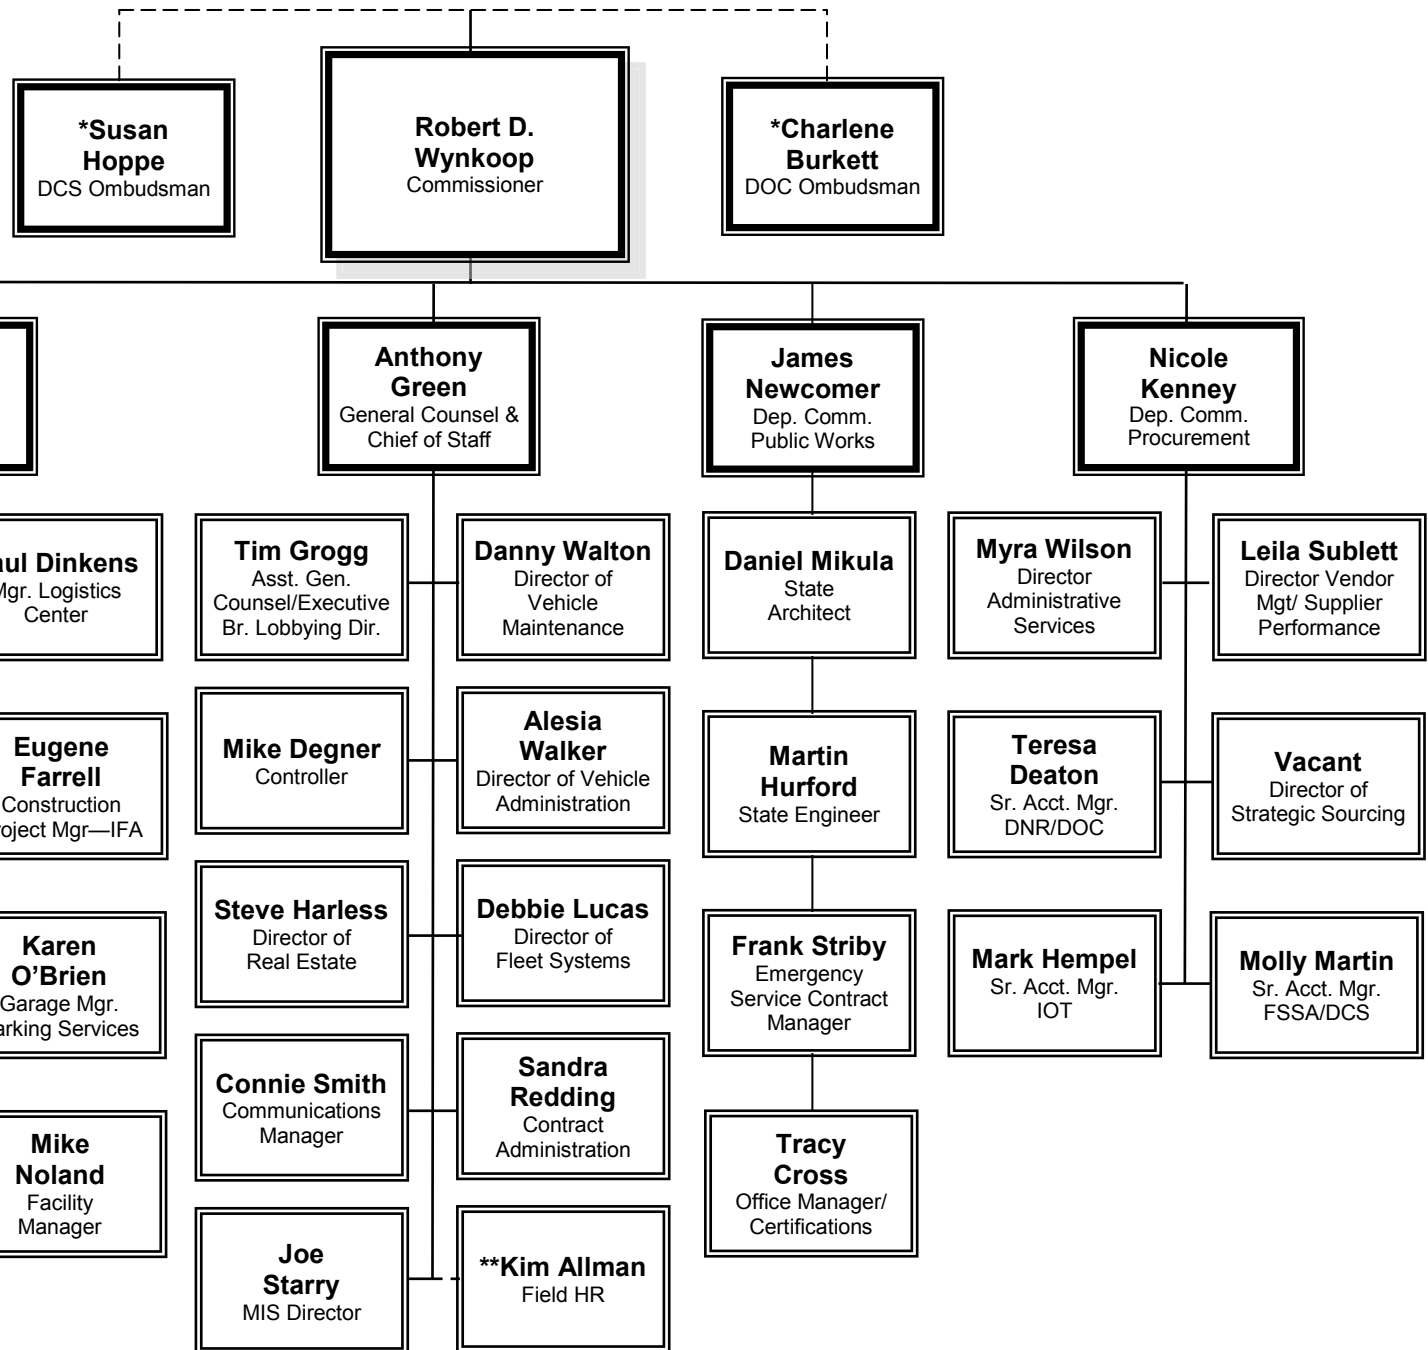 *Susan
Hoppe
DCS Ombudsman
Robert D.
Wynkoop
Commissioner
*Charlene
Burkett
DOC Ombudsman
Anthony
Green
General Counsel &
Chief of Staff
James
Newcomer
Dep. Comm.
Public Works
Nicole
Kenney
Dep. Comm.
Procurement
Dinkens
Logistics
Center
Tim Grogg
Asst. Gen.
Counsel/Executive
Br. Lobbying Dir.
Danny Walton
Director of
Vehicle
Maintenance
Daniel Mikula
State
Architect
Myra Wilson
Director
Administrative
Services
Leila Sublett
Director Vendor
Mgt/ Supplier
Performance
Eugene
Farrell
Construction
Mgr—IFA
Mike Degner
Controller
Alesia
Walker
Director of Vehicle
Administration
Martin
Hurford
State Engineer
Teresa
Deaton
Sr. Acct. Mgr.
DNR/DOC
Vacant
Director of
Strategic Sourcing
Karen
O’Brien
Garage Mgr.
Services
Steve Harless
Director of
Real Estate
Debbie Lucas
Director of
Fleet Systems
Frank Striby
Emergency
Service Contract
Manager
Mark Hempel
Sr. Acct. Mgr.
IOT
Molly Martin
Sr. Acct. Mgr.
FSSA/DCS
Mike
Noland
Facility
Manager
Connie Smith
Communications
Manager
Sandra
Redding
Contract
Administration
Tracy
Cross
Office Manager/
Certifications
Joe
Starry
MIS Director
**Kim Allman
Field HR